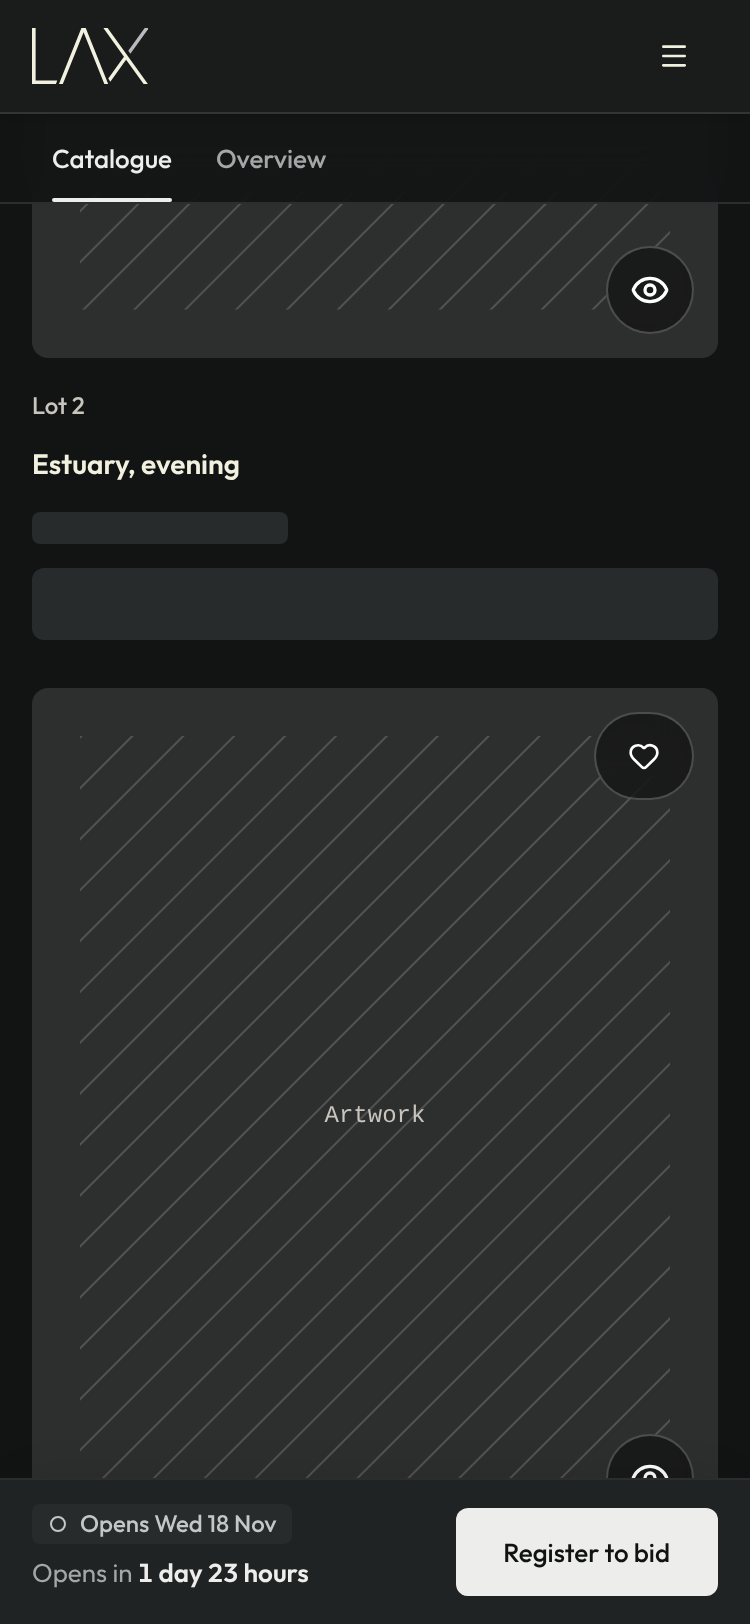 LAX
Catalogue Overview
Lot 2
Estuary, evening
Artwork
Opens Wed 18 Nov
Opens in 1 day 23 hours
Register to bid